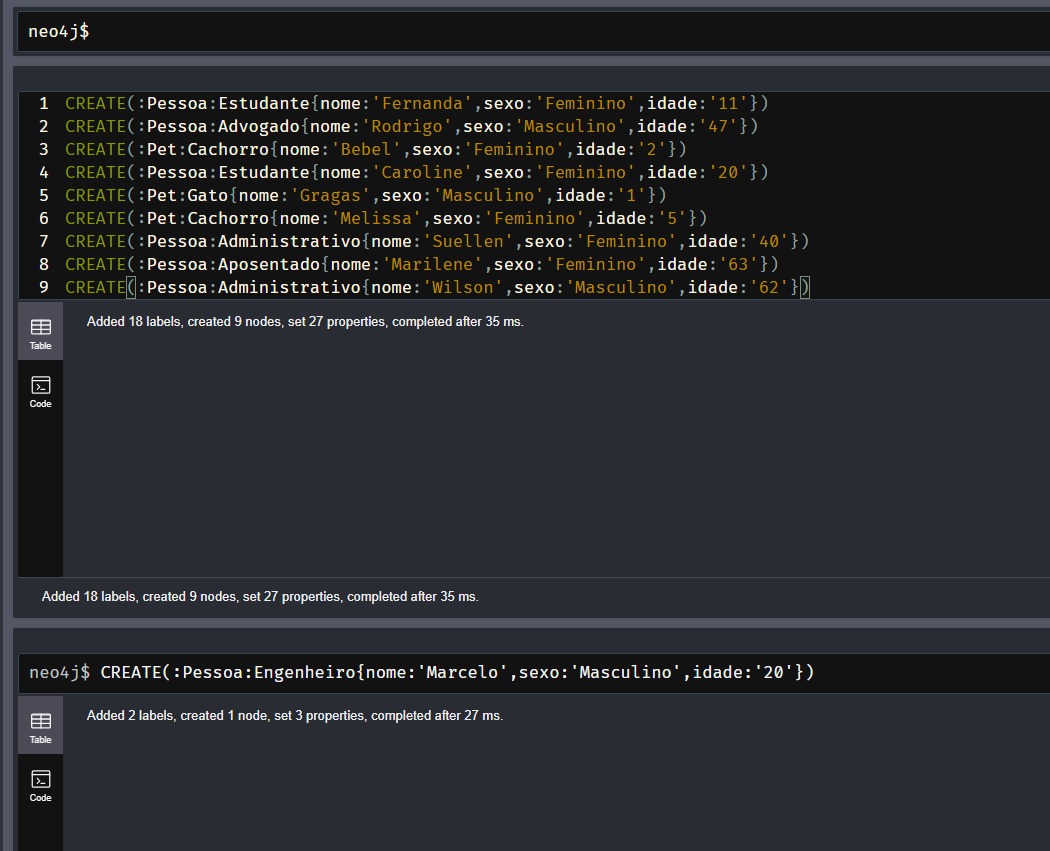 neo4j$
1 CREATE(:Pessoa:Estudante{nome:'Fernanda',sexo:'Feminino',idade:'11'})
2 CREATE(:Pessoa:Advogado{nome:'Rodrigo',sexo:'Masculino',idade:'47'})
3 CREATE(:Pet:Cachorro{nome:'Bebel',sexo:'Feminino',idade:'2'})
4 CREATE(:Pessoa:Estudante{nome:'Caroline',sexo:'Feminino',idade:'20'})
5 CREATE(:Pet:Gato{nome:'Gragas',sexo:'Masculino',idade:'1'})
6 CREATE(:Pet:Cachorro{nome:'Melissa',sexo:'Feminino',idade:'5'})
7 CREATE(:Pessoa:Administrativo{nome:'Suellen',sexo:'Feminino',idade:'40'})
8 CREATE(:Pessoa:Aposentado{nome:'Marilene',sexo:'Feminino',idade:'63'})
9 CREATE(:Pessoa:Administrativo{nome:'Wilson',sexo:'Masculino',idade:'62'})
Added 18 labels, created 9 nodes, set 27 properties, completed after 35 ms.
Table
Code
Added 18 labels, created 9 nodes, set 27 properties, completed after 35 ms.
neo4j$ CREATE(:Pessoa:Engenheiro{nome:'Marcelo',sexo:'Masculino',idade:'20'})
Added 2 labels, created 1 node, set 3 properties, completed after 27 ms.
Table
Code